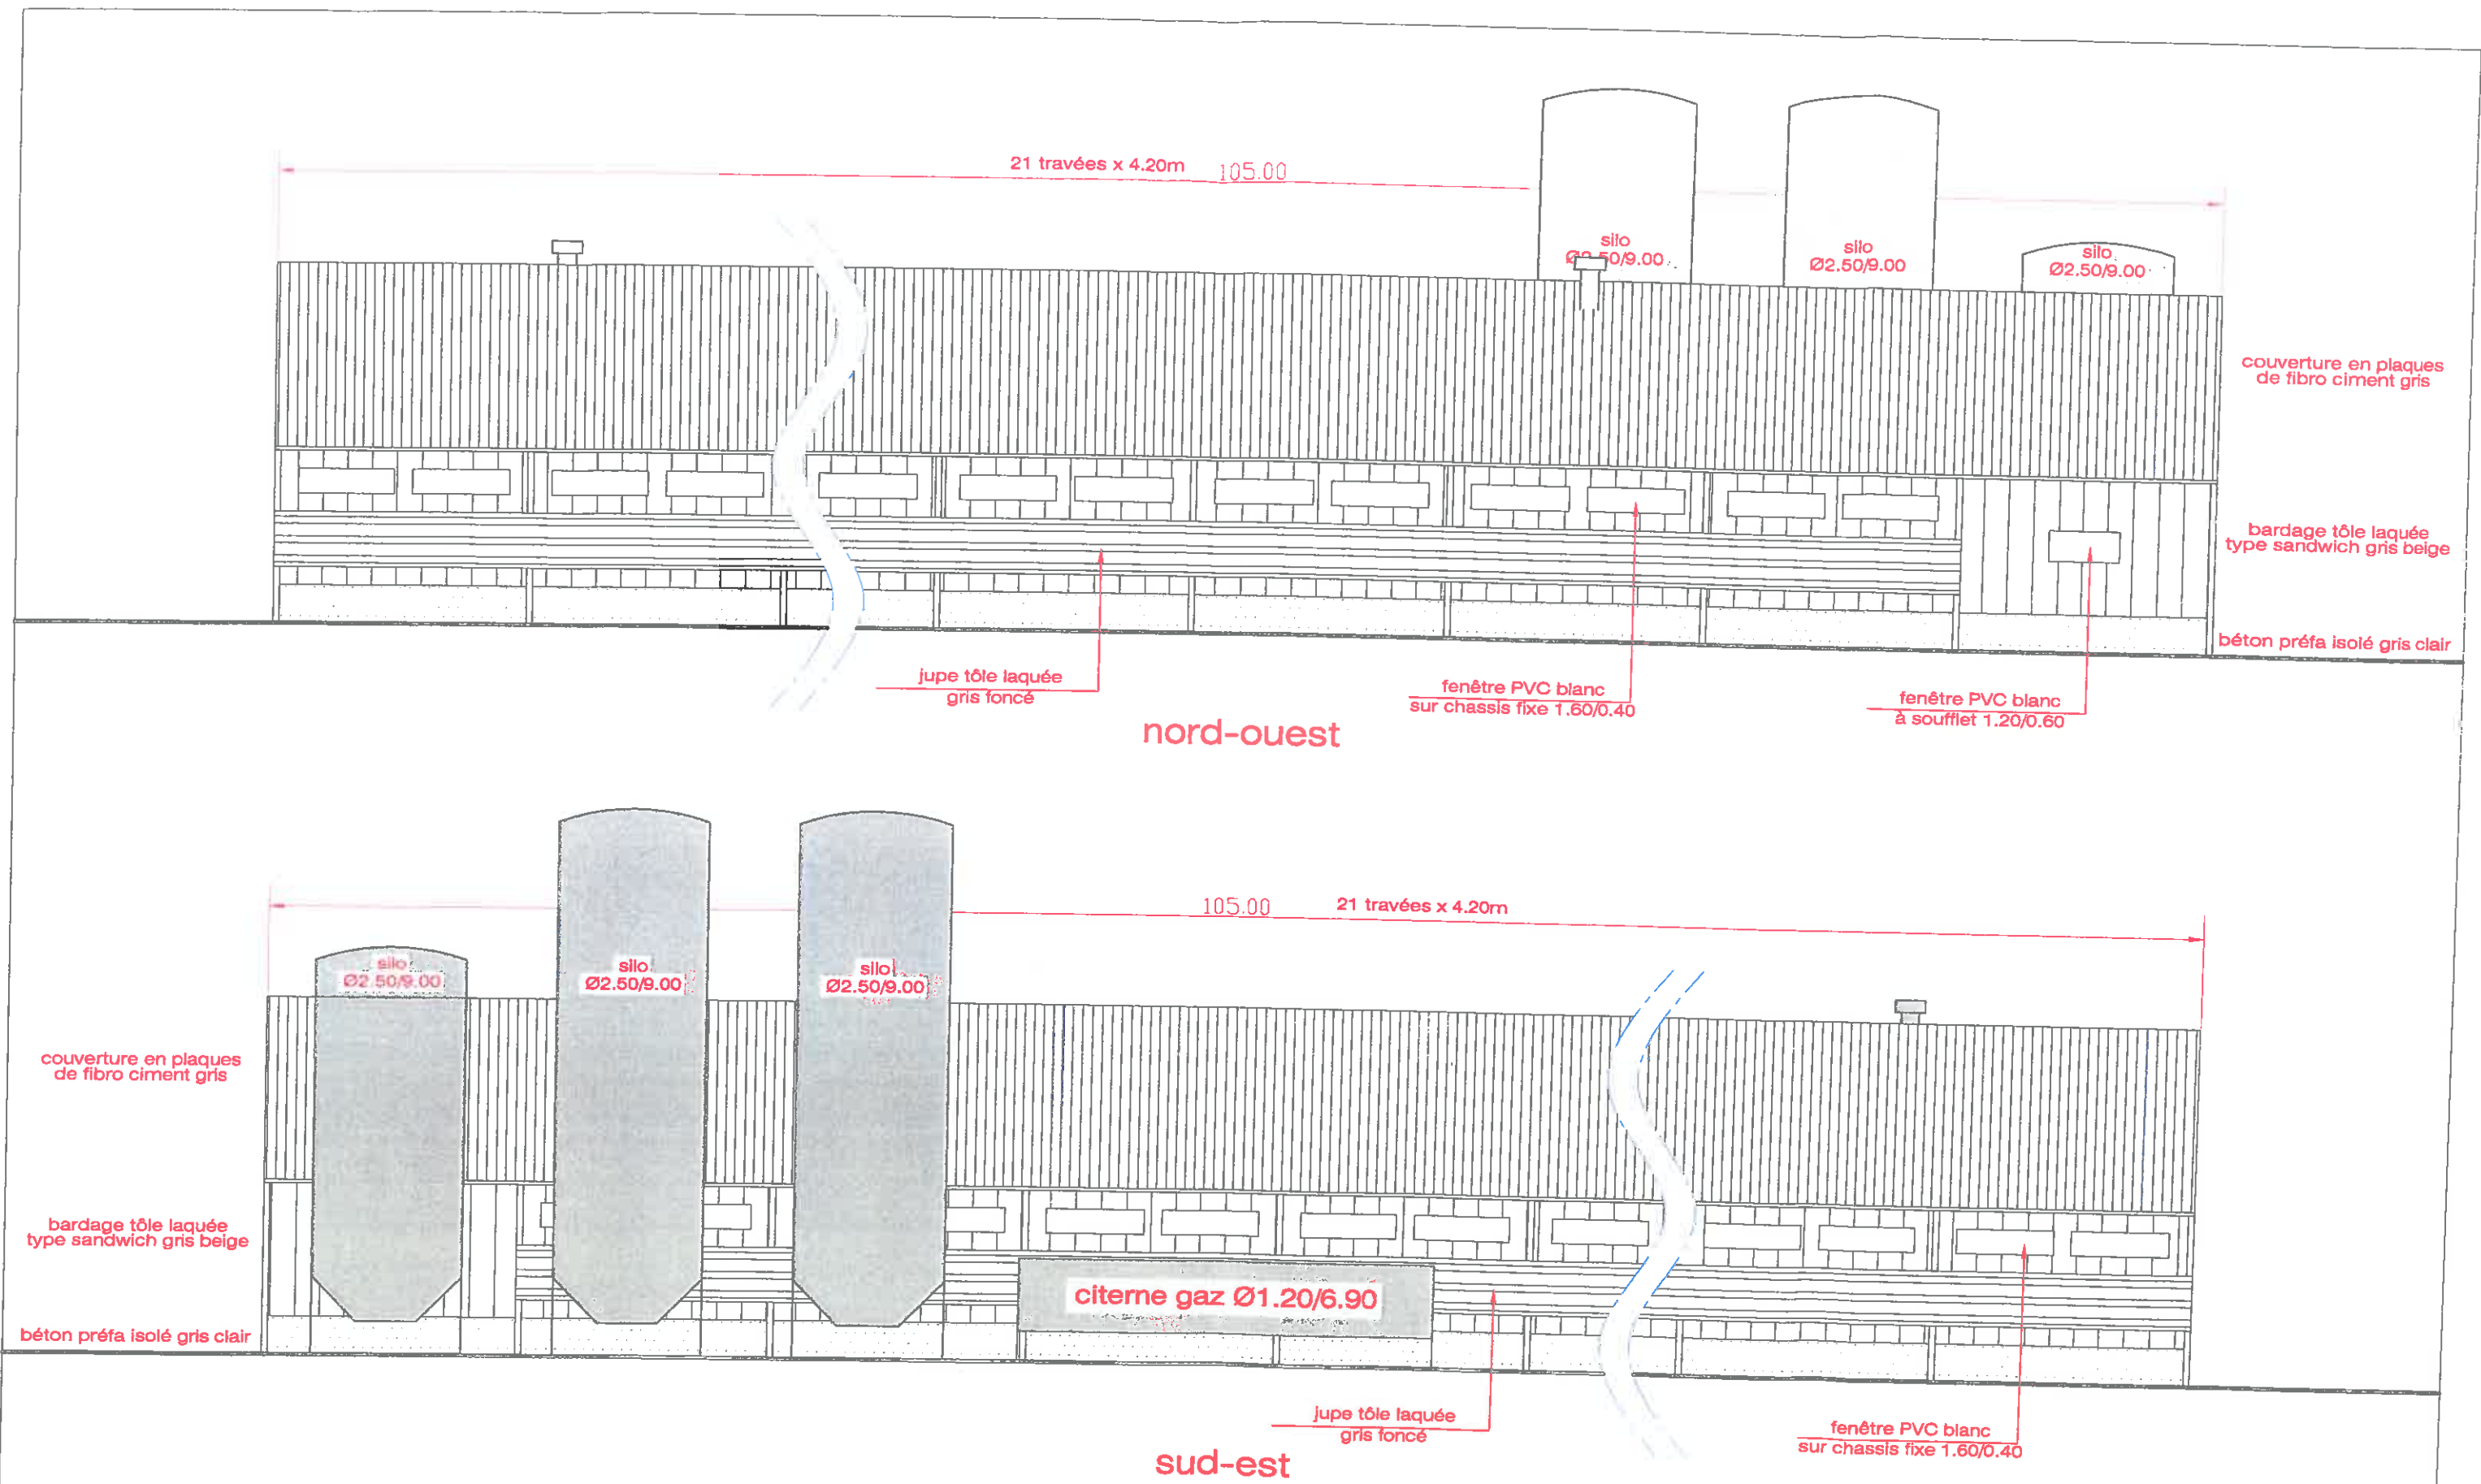 21 travées x 4.20m 105.00
silo
Ø2.50/9.00
silo
Ø2.50/9.00
silo
Ø2.50/9.00
couverture en plaques
de fibro ciment gris
bardage tôle laquée
type sandwich gris beige
béton préfa isolé gris clair
jupe tôle laquée
gris foncé
fenêtre PVC blanc
sur chassis fixe 1.60/0.40
fenêtre PVC blanc
à soufflet 1.20/0.60
nord-ouest
105.00 21 travées x 4.20m
silo
Ø2.50/9.00
silo
Ø2.50/9.00
silo
Ø2.50/9.00
couverture en plaques
de fibro ciment gris
bardage tôle laquée
type sandwich gris beige
citerne gaz Ø1.20/6.90
béton préfa isolé gris clair
jupe tôle laquée
gris foncé
fenêtre PVC blanc
sur chassis fixe 1.60/0.40
sud-est